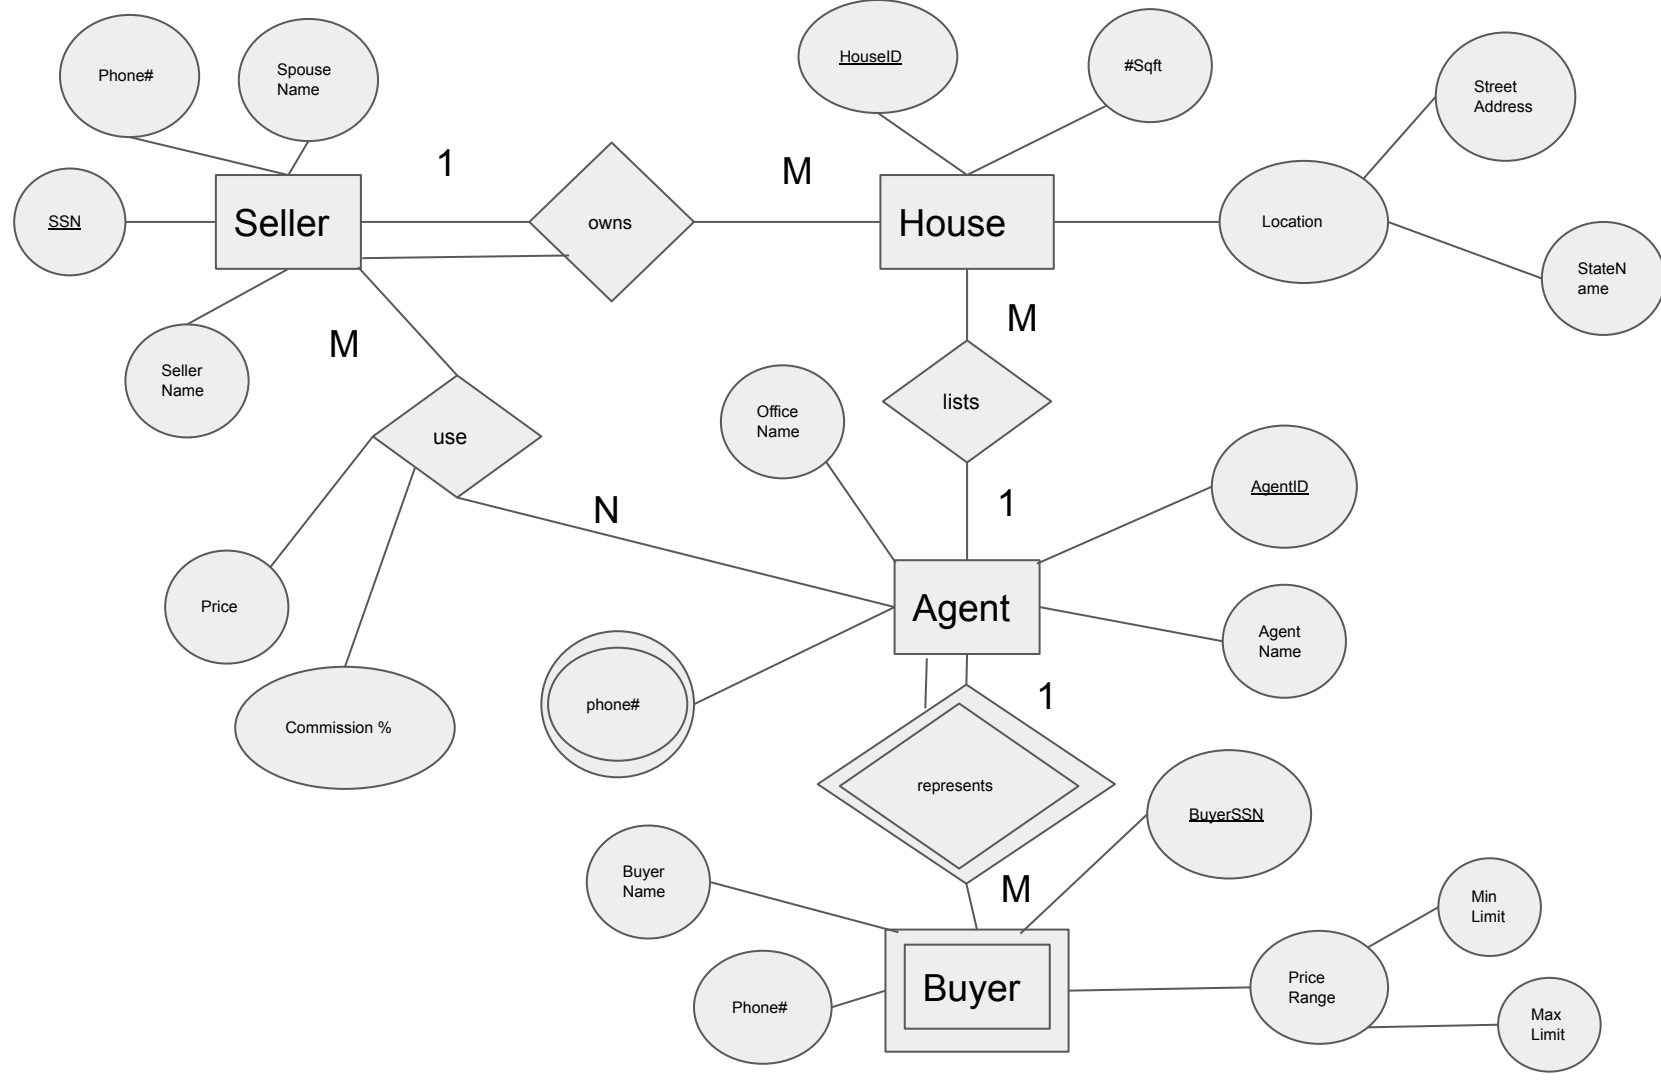 Phone#
Spouse
Name
HouseID
#Sqft
Street
Address
1
M
SSN
Seller
owns
House
Location
StateN
ame
M
M
Seller
Name
use
Office
Name
lists
AgentID
N
1
Price
Agent
Agent
Name
phone#
1
Commission %
represents
BuyerSSN
Buyer
Name
M
Min
Limit
Phone#
Buyer
Price
Range
Max
Limit